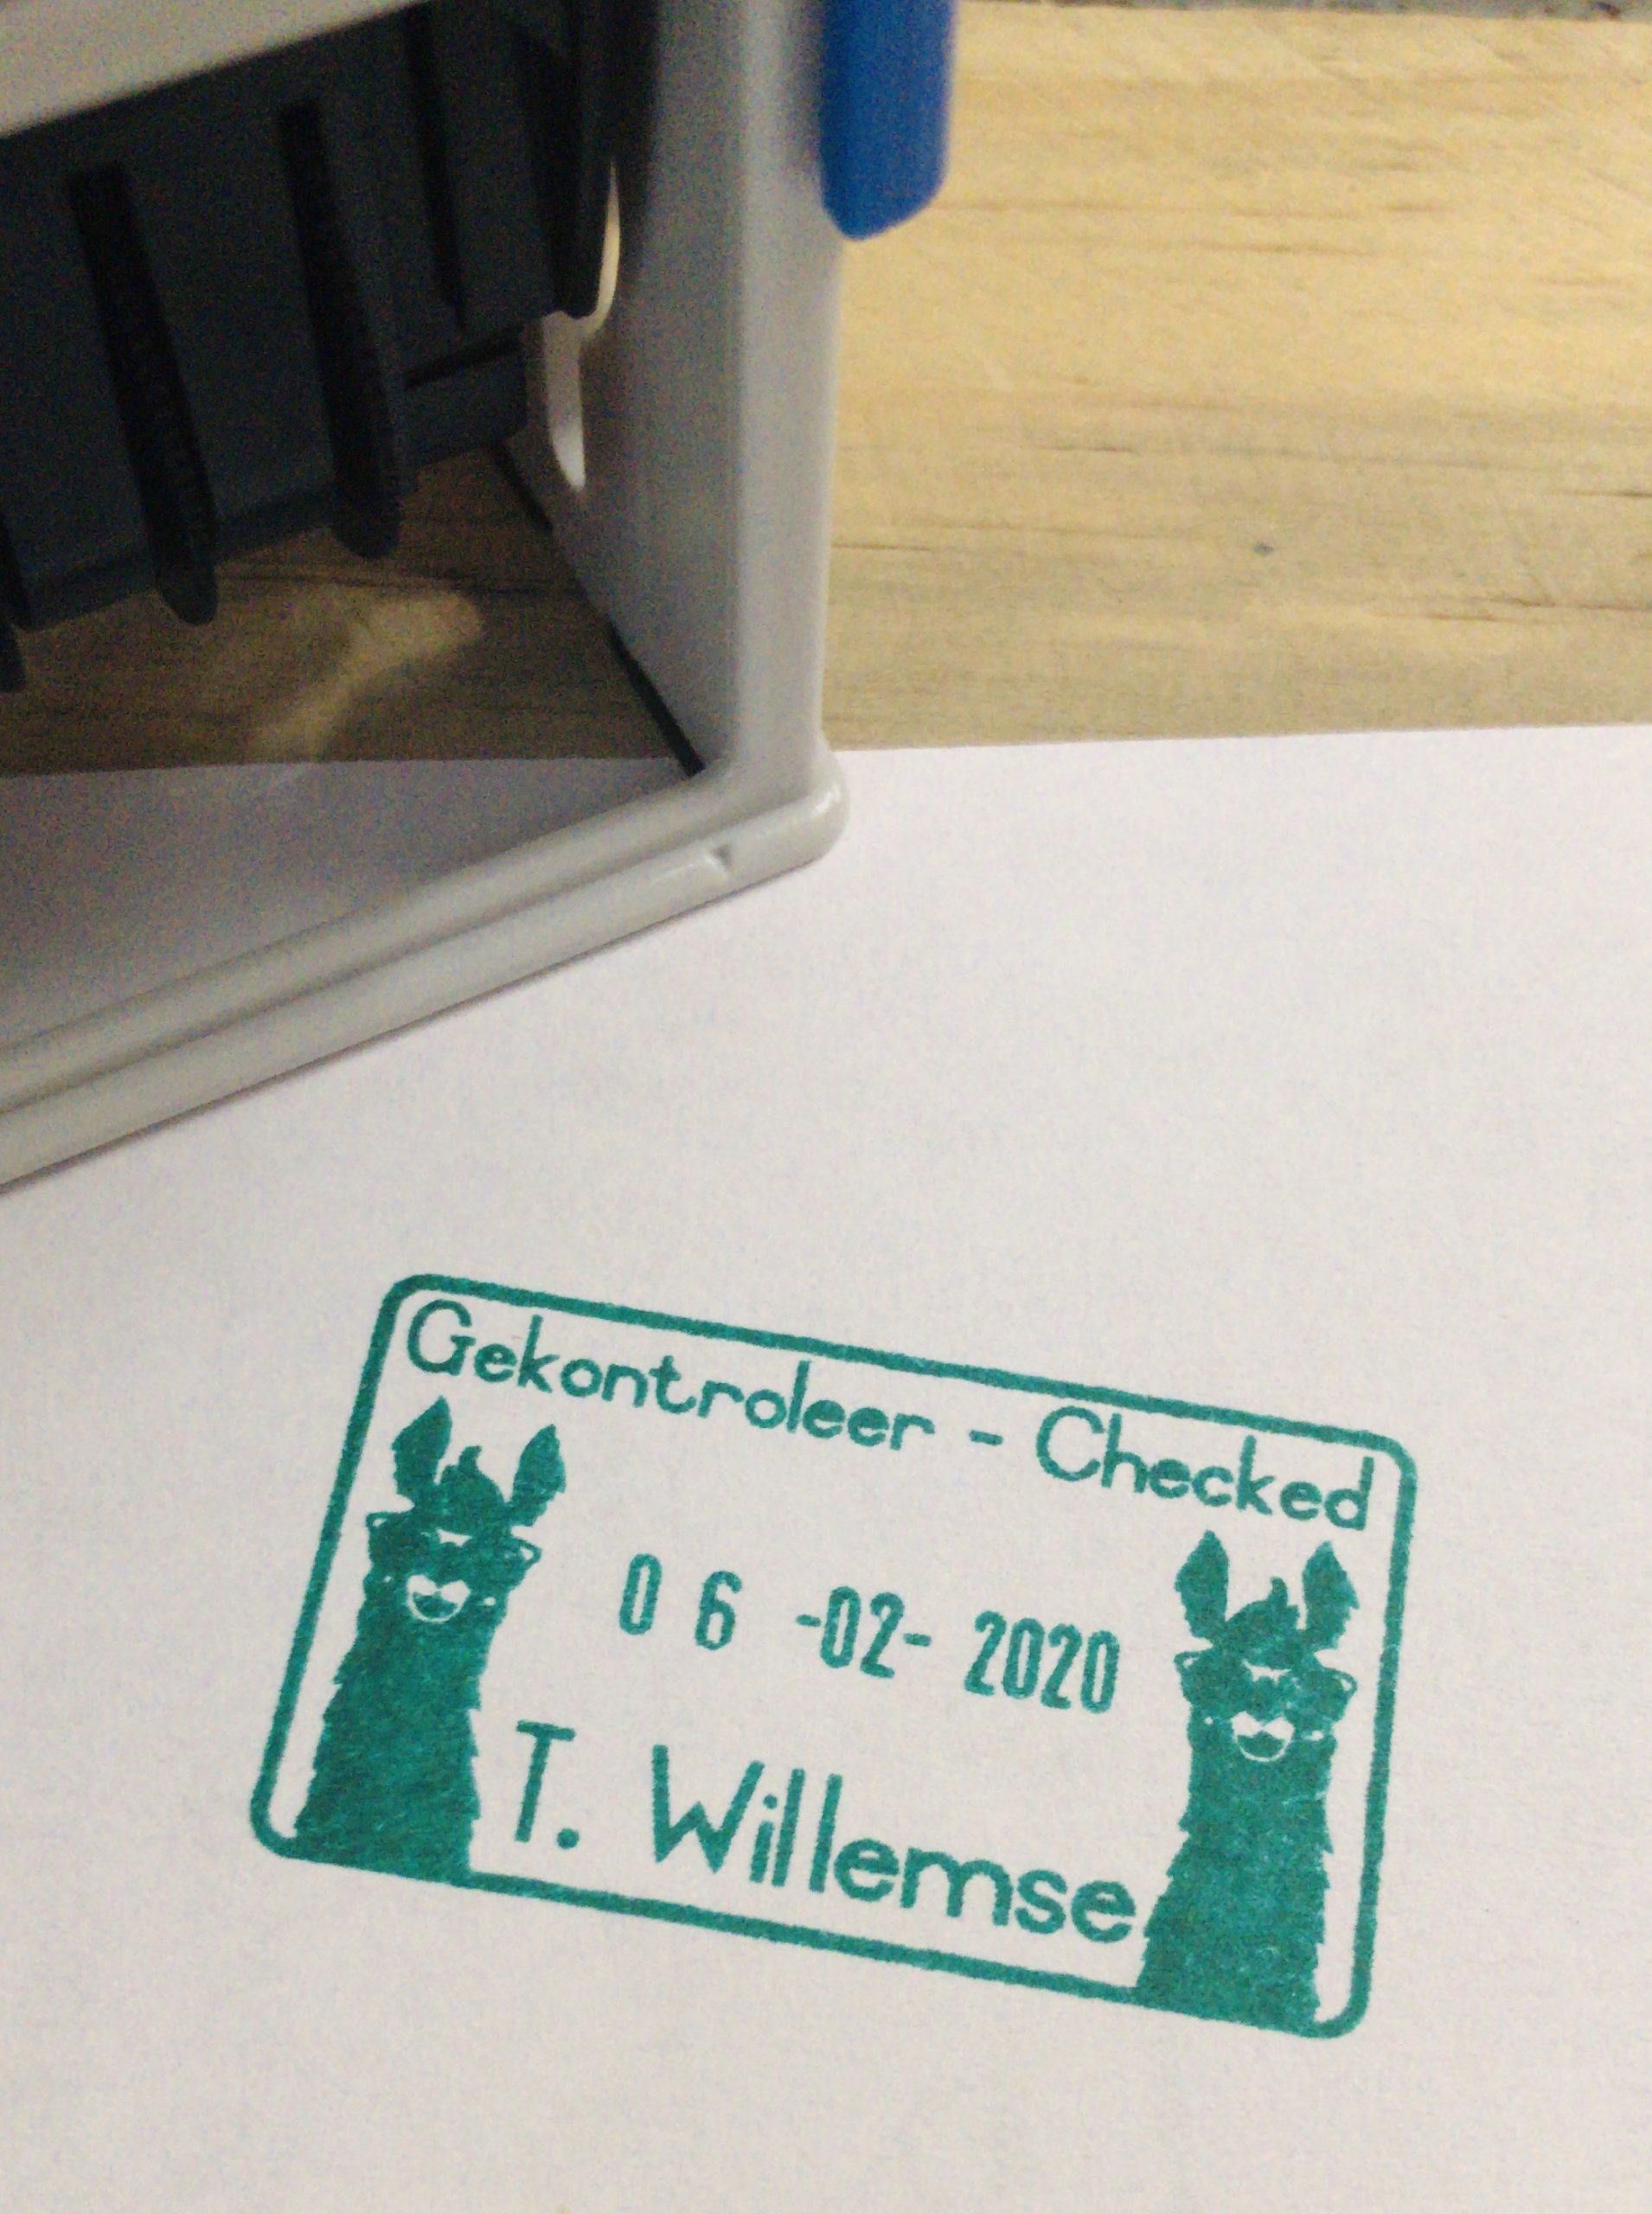 Gekontroleer - Checked
0 6 -02- 2020
T. Willemse